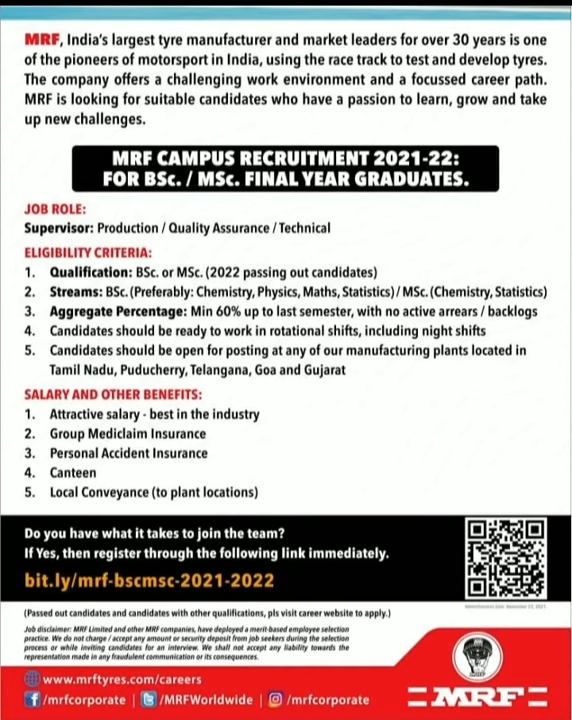 MRF, India's largest tyre manufacturer and market leaders for over 30 years is one
of the pioneers of motorsport in India, using the race track to test and develop tyres.
The company offers a challenging work environment and a focussed career path.
MRF is looking for suitable candidates who have a passion to learn, grow and take
up new challenges.
MRF CAMPUS RECRUITMENT 2021-22:
FOR BSc. / MSc. FINAL YEAR GRADUATES.
JOB ROLE:
Supervisor: Production / Quality Assurance / Technical
ELIGIBILITY CRITERIA:
1. Qualification: BSc. or MSc. (2022 passing out candidates)
2. Streams: BSc. (Preferably: Chemistry, Physics, Maths, Statistics) / MSc. (Chemistry, Statistics)
3. Aggregate Percentage: Min 60% up to last semester, with no active arrears / backlogs
4. Candidates should be ready to work in rotational shifts, including night shifts
5. Candidates should be open for posting at any of our manufacturing plants located in
Tamil Nadu, Puducherry, Telangana, Goa and Gujarat
SALARY AND OTHER BENEFITS:
1. Attractive salary - best in the industry
2. Group Mediclaim Insurance
3. Personal Accident Insurance
4. Canteen
5. Local Conveyance (to plant locations)
Do you have what it takes to join the team?
If Yes, then register through the following link immediately.
bit.ly/mrf-bscmsc-2021-2022
Advertisement date: November 27, 2021
(Passed out candidates and candidates with other qualifications, pls visit career website to apply.)
Job disclaimer: MRF Limited and other MRF companies, have deployed a merit-based employee selection
practice. We do not charge / accept any amount or security deposit from job seekers during the selection
process or while inviting candidates for an interview. We shall not accept any liability towards the
representation made in any fraudulent communication or its consequences.
www.mrftyres.com/careers
/mrfcorporate | /MRFWorldwide | /mrfcorporate
MRF